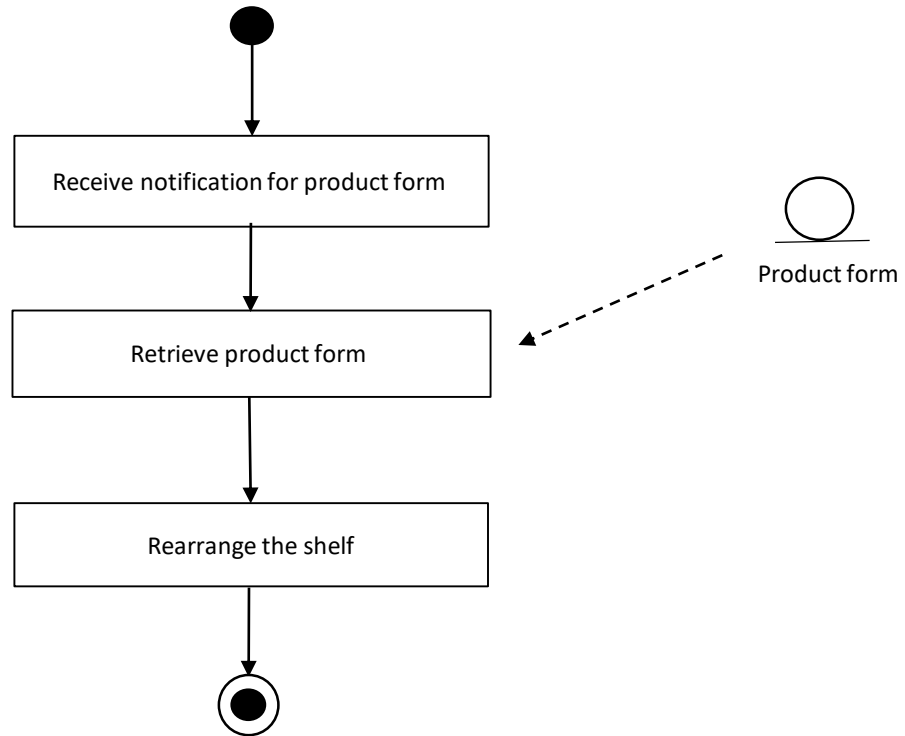 Receive notification for product form
Product form
Retrieve product form
Rearrange the shelf